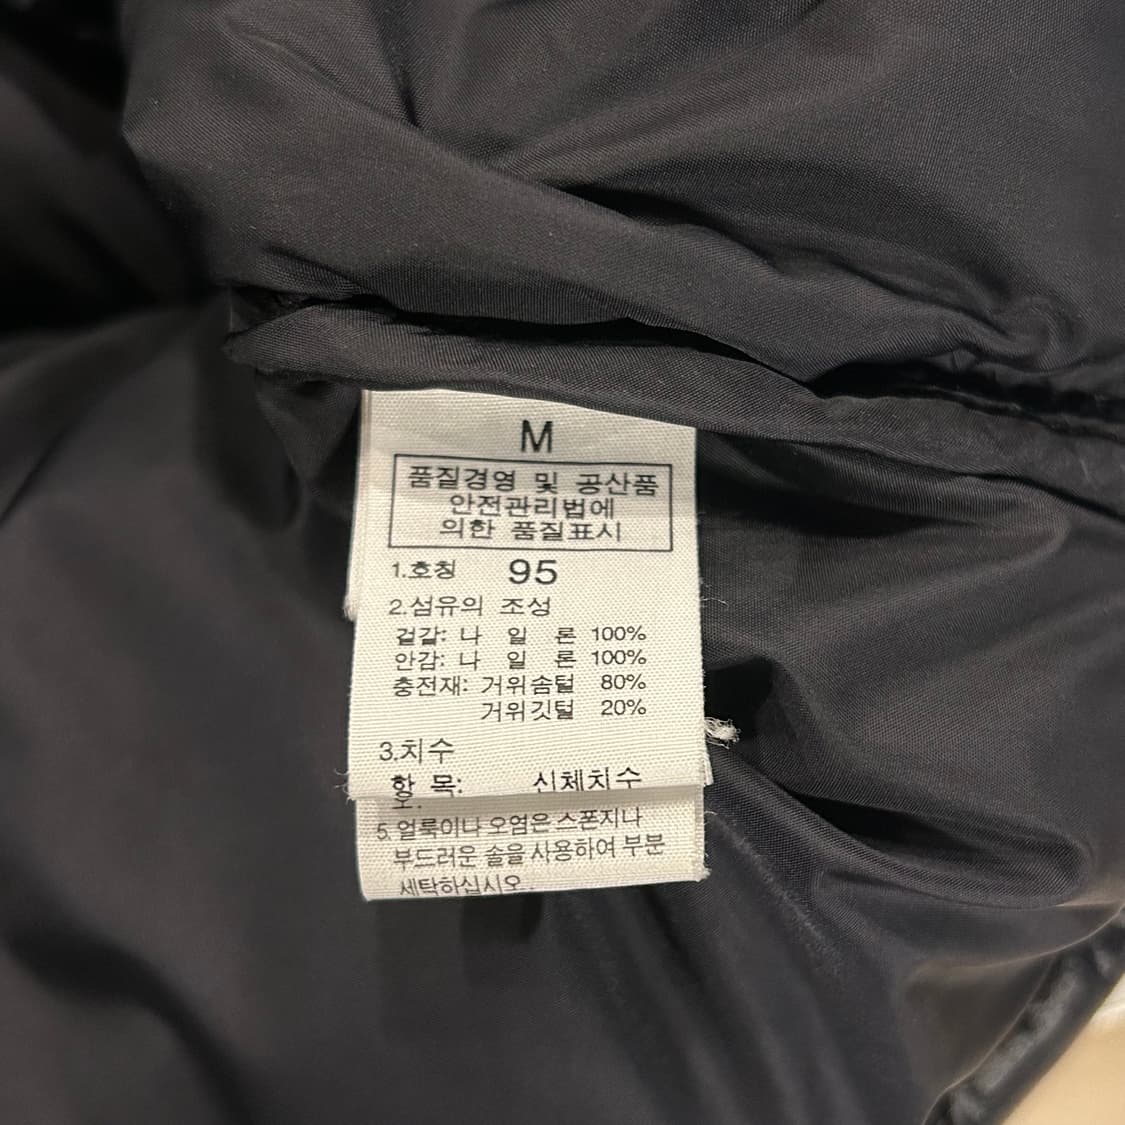 M
품질경영 및 공산품
안전관리법에
의한 품질표시
1.호칭 95
2.섬유의 조성
겉감: 나 일 론 100%
안감: 나 일 론 100%
충전재: 거위솜털 80%
거위깃털 20%
3.치수
항 목: 신체치수
오.
5. 얼룩이나 오염은 스폰지나
부드러운 솔을 사용하여 부분
세탁하십시오.